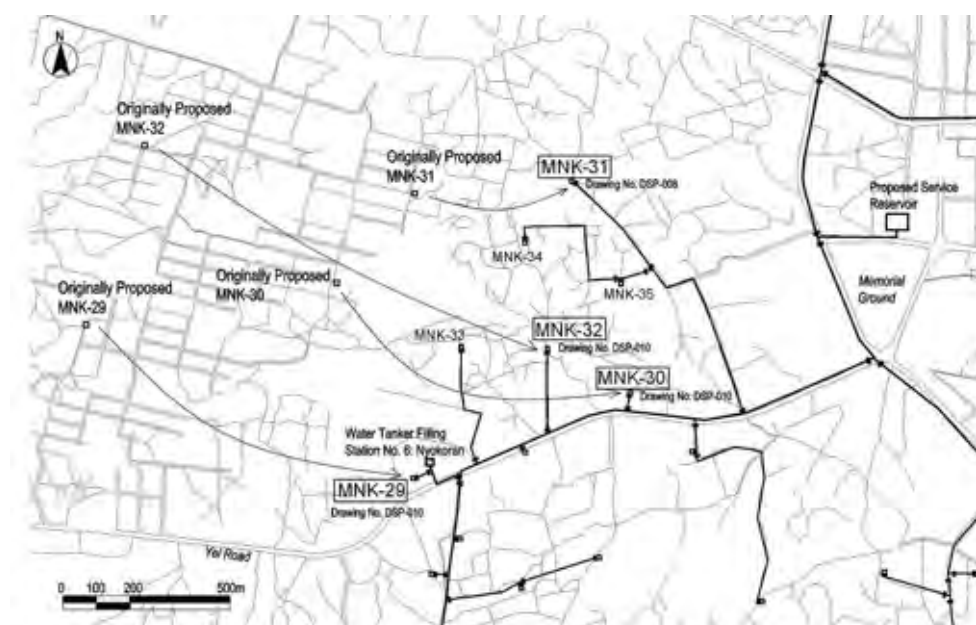 N
Originally Proposed
MNK-32
Originally Proposed
MNK-31
MNK-31
Drawing No. DSP-008
Proposed Service
Reservoir
MNK-34
Originally Proposed
MNK-30
MNK-35
Memorial
Ground
Originally Proposed
MNK-29
MNK-33
MNK-32
Drawing No. DSP-010
MNK-30
Drawing No. DSP-010
Water Tanker Filling
Station No. 6: Nyokoran
MNK-29
Drawing No. DSP-010
Yei Road
0 100 200 500m